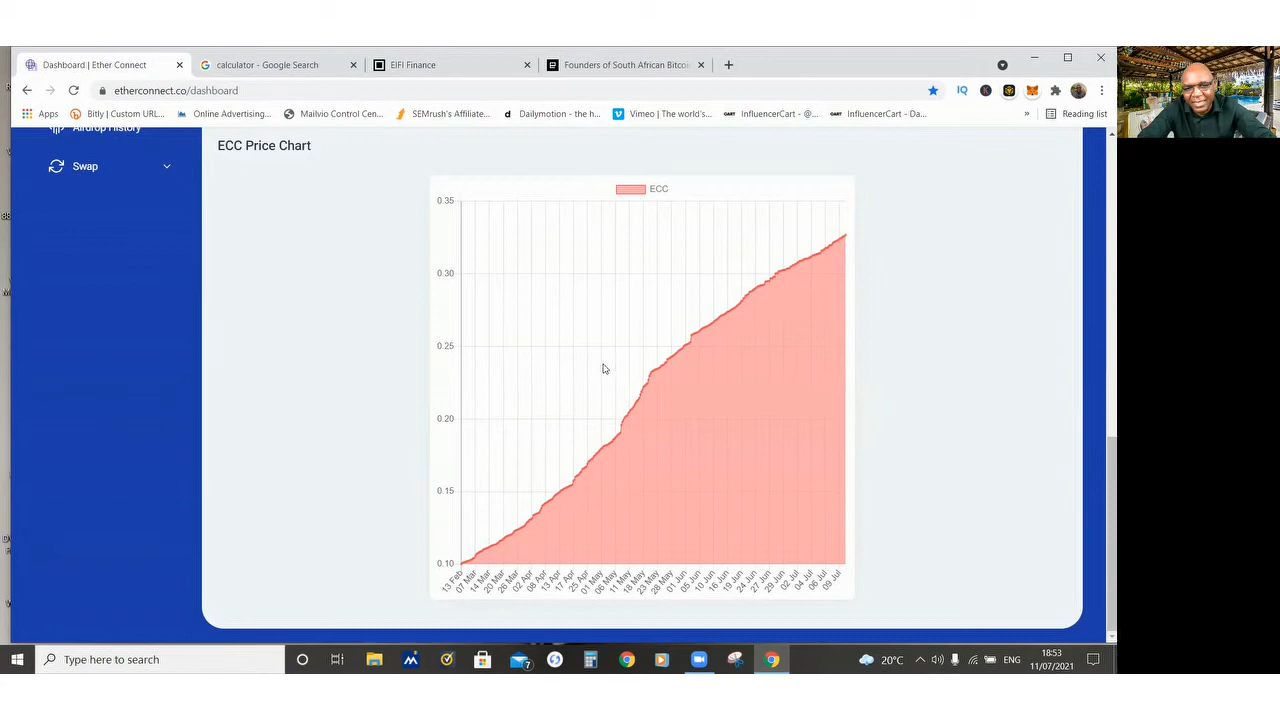 Dashboard | Ether Connect
calculator - Google Search
EIFI Finance
Founders of South African Bitcoi
etherconnect.co/dashboard
Apps
Bitly | Custom URL...
Online Advertising...
Mailvio Control Cen...
SEMrush's Affiliate...
Dailymotion - the h...
Vimeo | The world's...
InfluencerCart - @...
InfluencerCart - Da...
»
Reading list
Airdrop History
Swap
ECC Price Chart
ECC
0.35
0.30
0.25
0.20
0.15
0.10
13 Feb
07 Mar
14 Mar
20 Mar
26 Mar
02 Apr
08 Apr
13 Apr
17 Apr
25 Apr
01 May
06 May
11 May
18 May
23 May
28 May
01 Jun
05 Jun
10 Jun
16 Jun
19 Jun
24 Jun
27 Jun
29 Jun
02 Jul
04 Jul
06 Jul
09 Jul
Type here to search
7
20°C
ENG
18:53
11/07/2021